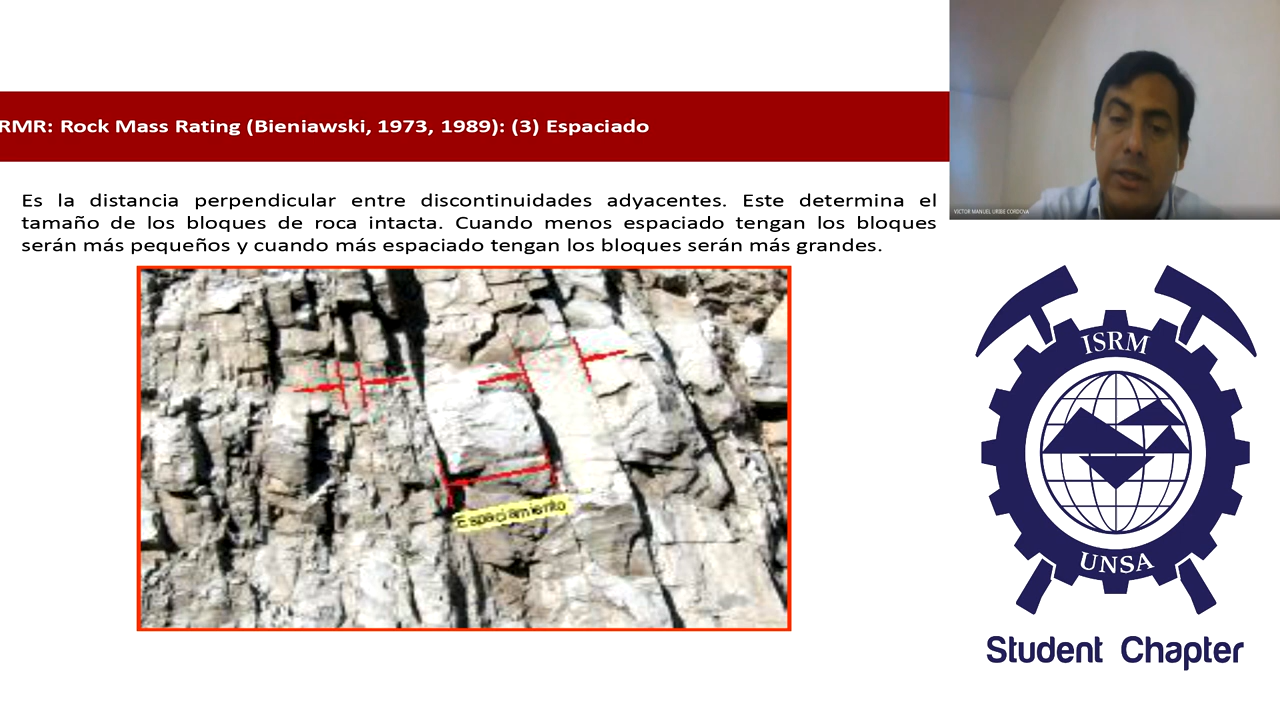 RMR: Rock Mass Rating (Bieniawski, 1973, 1989): (3) Espaciado
Es la distancia perpendicular entre discontinuidades adyacentes. Este determina el
tamaño de los bloques de roca intacta. Cuando menos espaciado tengan los bloques
serán más pequeños y cuando más espaciado tengan los bloques serán más grandes.
Espaciamiento
VICTOR MANUEL URIBE CORDOVA
ISRM
UNSA
Student Chapter